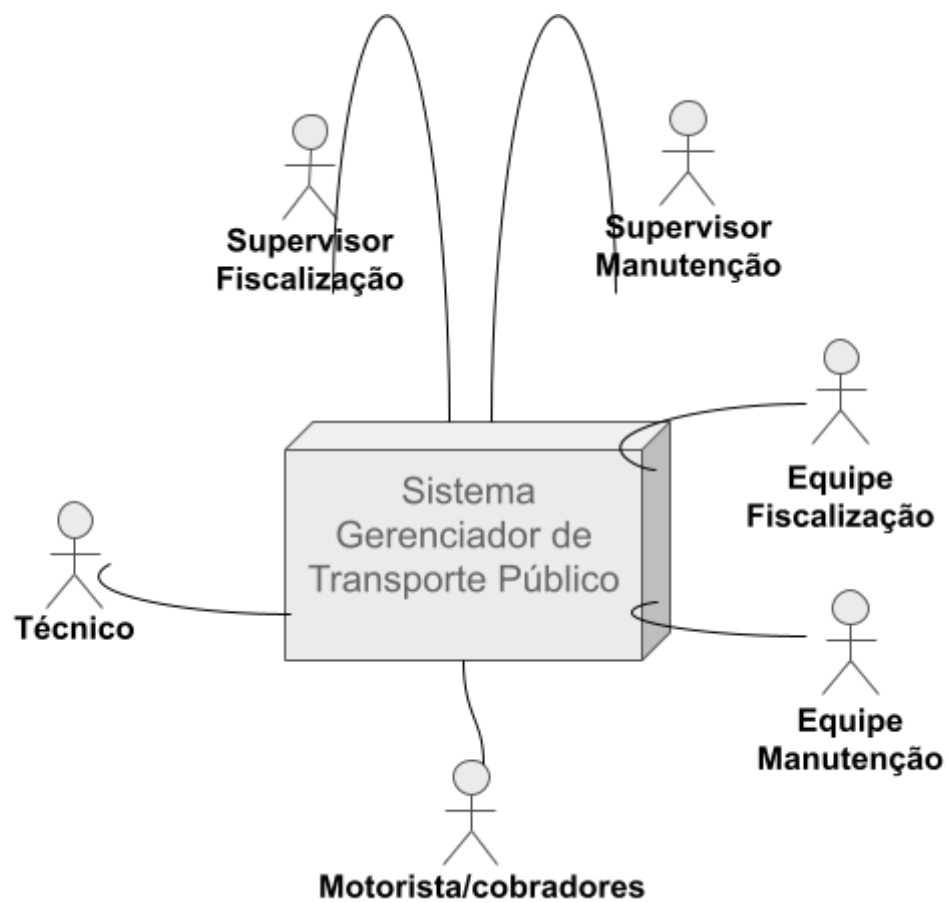 Supervisor
Fiscalização
Supervisor
Manutenção
Sistema
Gerenciador de
Transporte Público
Equipe
Fiscalização
Técnico
Equipe
Manutenção
Motorista/cobradores